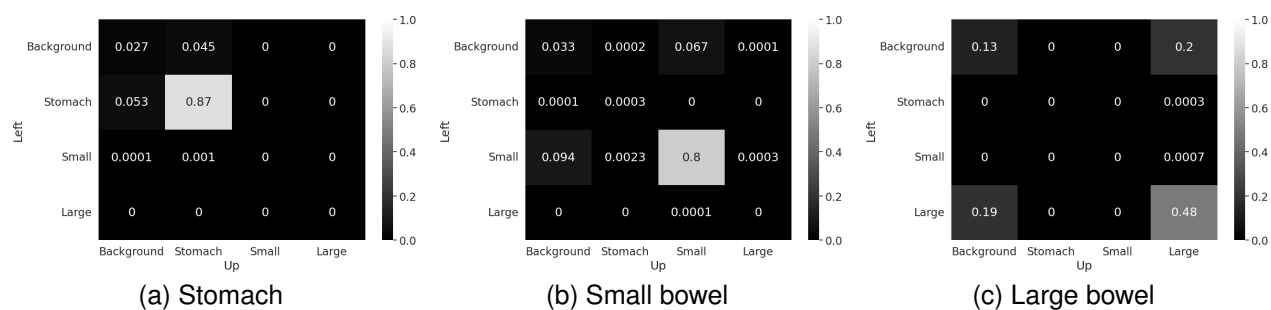 Left
Background 0.027 0.045 0 0
Stomach 0.053 0.87 0 0
Small 0.0001 0.001 0 0
Large 0 0 0 0
Background Stomach Small Large
Up
1.0
0.8
0.6
0.4
0.2
0.0
(a) Stomach
Left
Background 0.033 0.0002 0.067 0.0001
Stomach 0.0001 0.0003 0 0
Small 0.094 0.0023 0.8 0.0003
Large 0 0 0.0001 0
Background Stomach Small Large
Up
1.0
0.8
0.6
0.4
0.2
0.0
(b) Small bowel
Left
Background 0.13 0 0 0.2
Stomach 0 0 0 0.0003
Small 0 0 0 0.0007
Large 0.19 0 0 0.48
Background Stomach Small Large
Up
1.0
0.8
0.6
0.4
0.2
0.0
(c) Large bowel